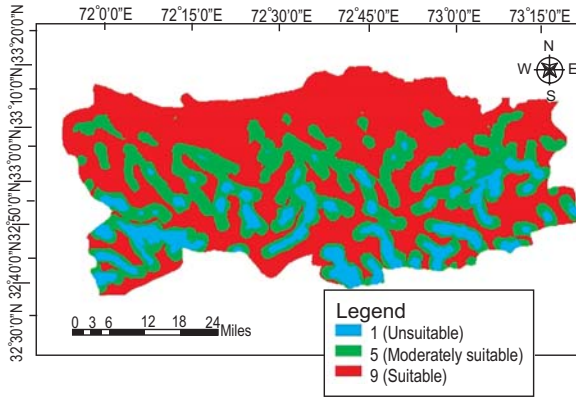 72°0"0"E 72°15"0"E 72°30"0"E 72°45"0"E 73°0"0"E 73°15"0"E
33°20"0"N
33°10"0"N
33°0"0"N
32°50"0"N
32°40"0"N
32°30"0"N
N
W E
S
0 3 6 12 18 24
Miles
Legend
1 (Unsuitable)
5 (Moderately suitable)
9 (Suitable)